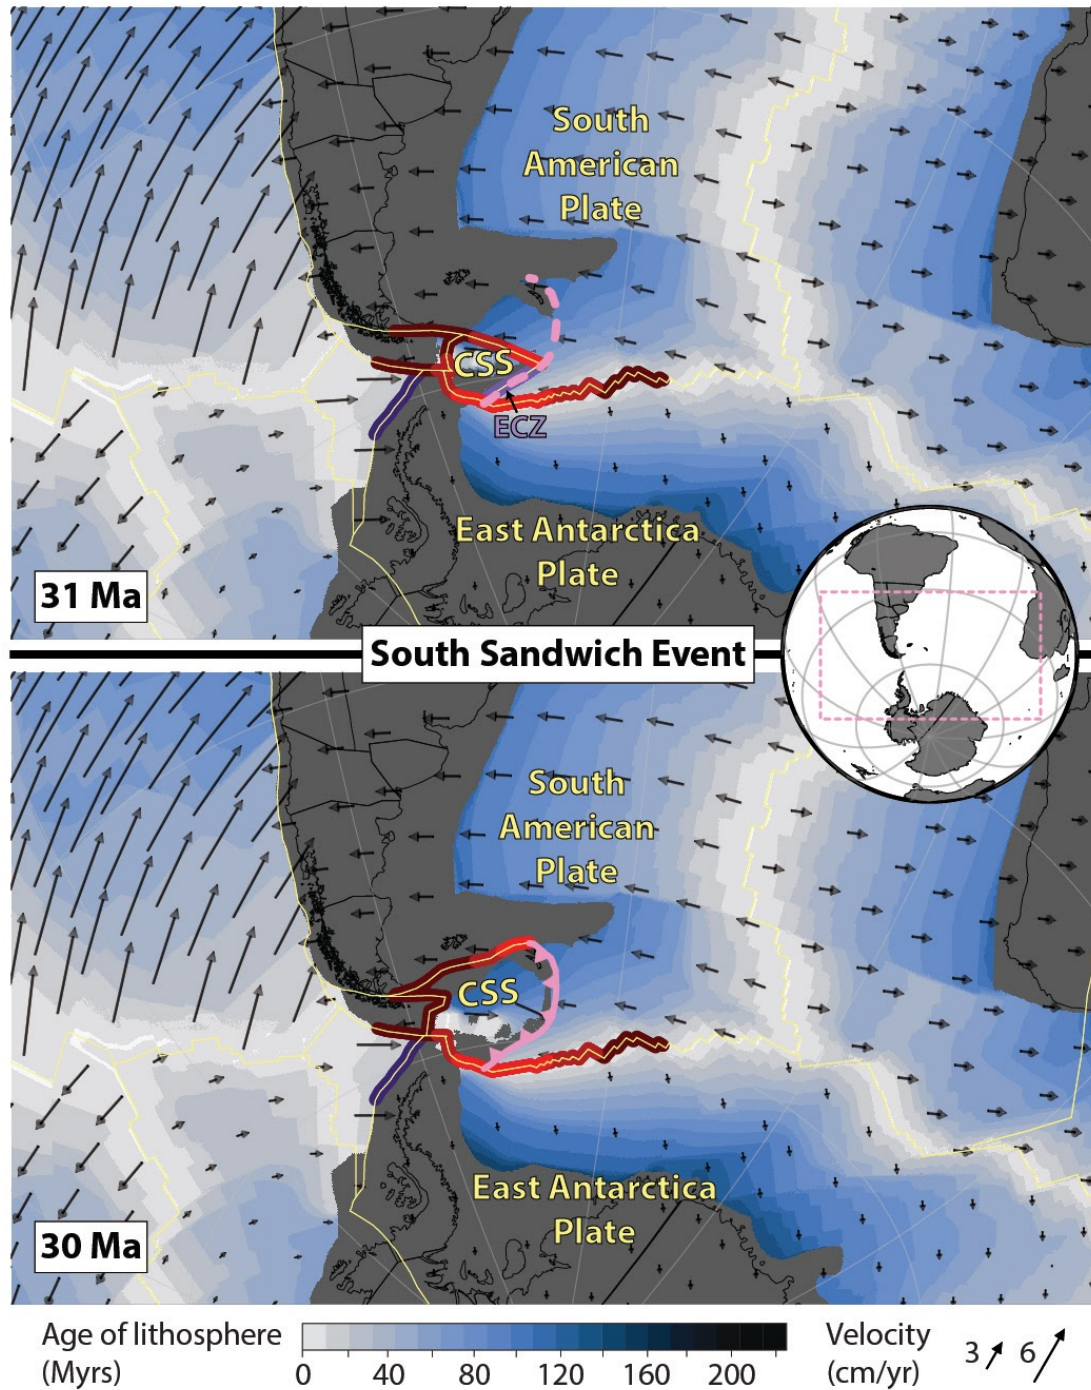 South
American
Plate
CSS
ECZ
East Antarctica
Plate
31 Ma
South Sandwich Event
South
American
Plate
CSS
East Antarctica
Plate
30 Ma
Age of lithosphere
(Myrs)
0 40 80 120 160 200
Velocity
(cm/yr)
3 6